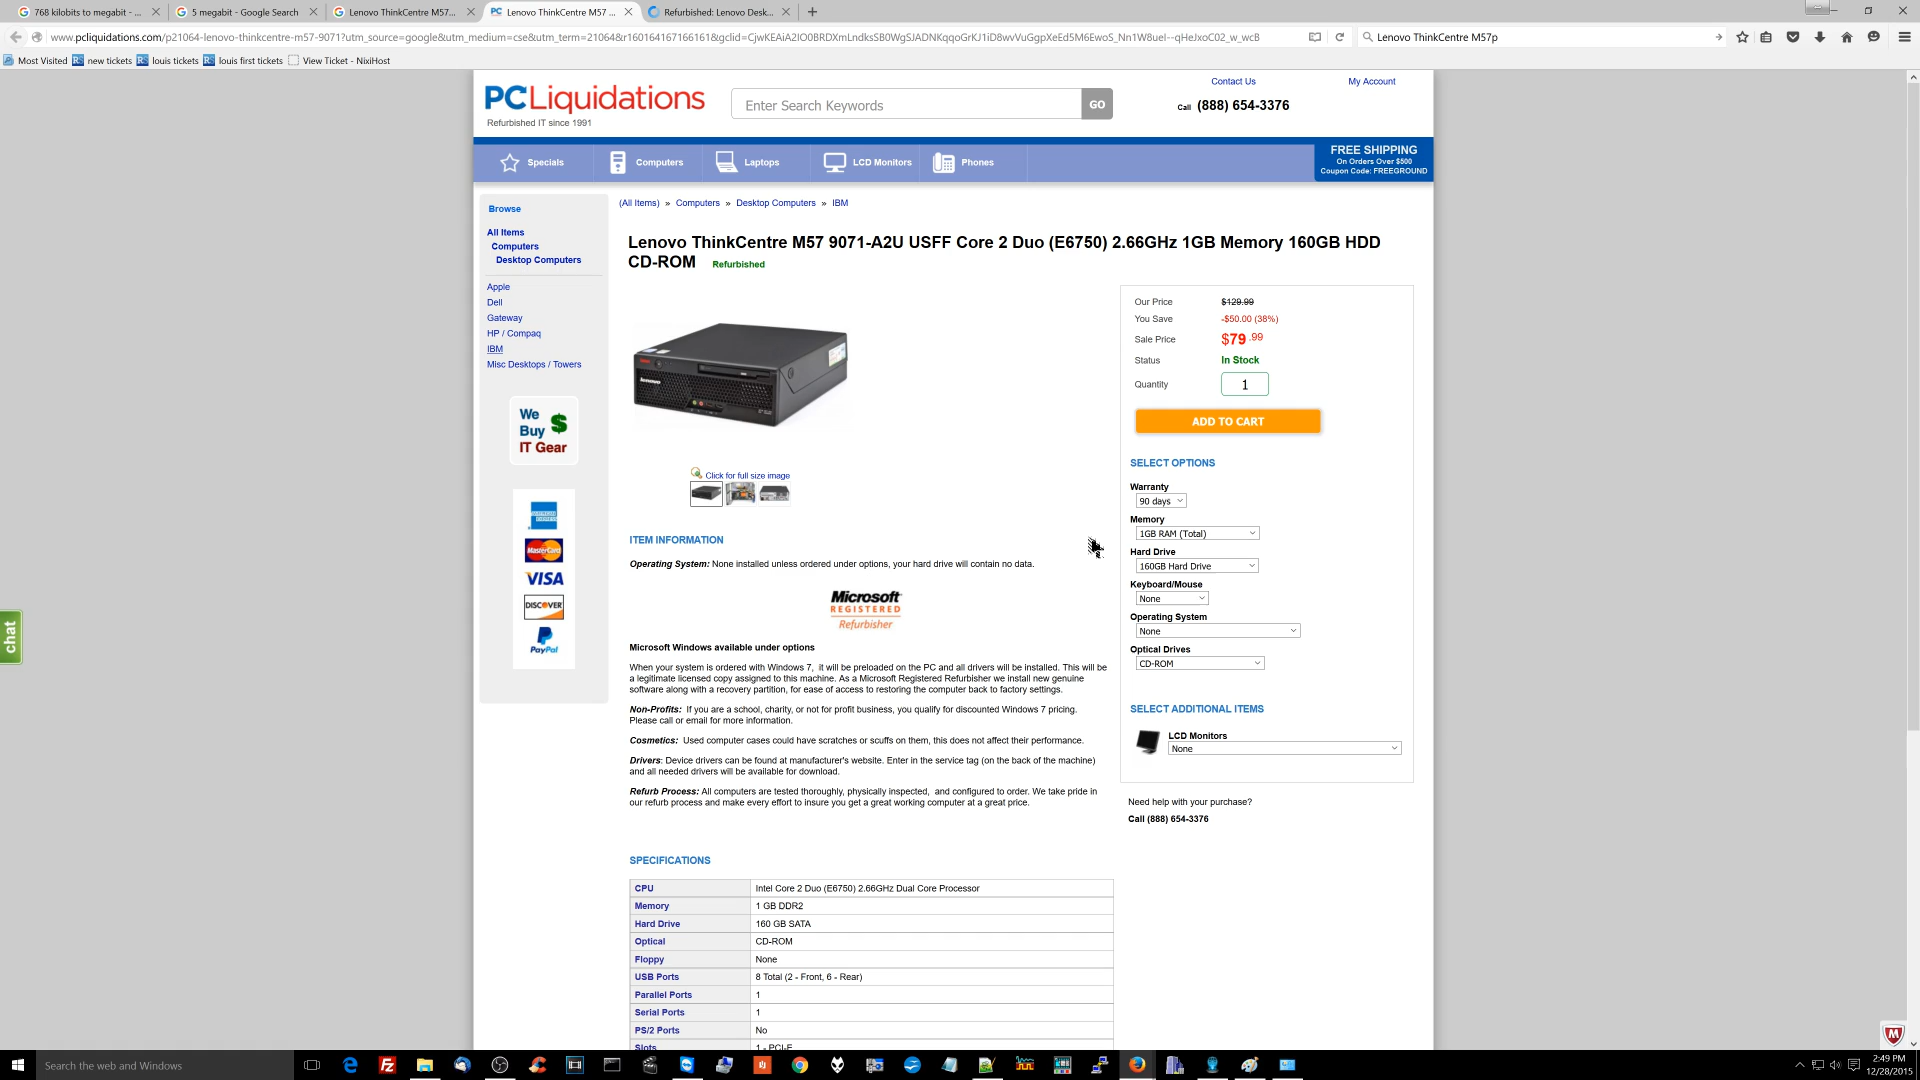 768 kilobits to megabit - ...
5 megabit - Google Search
Lenovo ThinkCentre M57...
Lenovo ThinkCentre M57 ...
Refurbished: Lenovo Desk...
www.pcliquidations.com/p21064-lenovo-thinkcentre-m57-9071?utm_source=google&utm_medium=cse&utm_term=21064&r160164167166161&gclid=CjwKEAiA2IO0BRDXmLndksSB0WgSJADNKqqoGrKJ1iD8wvVuGgpXeEd5M6EwoS_Nn1W8ueI--qHeJxoC02_w_wcB
Lenovo ThinkCentre M57p
Most Visited
new tickets
louis tickets
louis first tickets
View Ticket - NixiHost
Contact Us
My Account
PCLiquidations
Refurbished IT since 1991
Enter Search Keywords
GO
Call (888) 654-3376
Specials
Computers
Laptops
LCD Monitors
Phones
FREE SHIPPING
On Orders Over $500
Coupon Code: FREEGROUND
Browse
All Items
Computers
Desktop Computers
Apple
Dell
Gateway
HP / Compaq
IBM
Misc Desktops / Towers
We
Buy $
IT Gear
AMERICAN EXPRESS
MasterCard
VISA
DISCOVER
PayPal
chat
(All Items) » Computers » Desktop Computers » IBM
Lenovo ThinkCentre M57 9071-A2U USFF Core 2 Duo (E6750) 2.66GHz 1GB Memory 160GB HDD
CD-ROM Refurbished
lenovo
Click for full size image
Our Price $129.99
You Save -$50.00 (38%)
Sale Price $79.99
Status In Stock
Quantity 1
ADD TO CART
SELECT OPTIONS
Warranty
90 days
Memory
1GB RAM (Total)
Hard Drive
160GB Hard Drive
Keyboard/Mouse
None
Operating System
None
Optical Drives
CD-ROM
SELECT ADDITIONAL ITEMS
LCD Monitors
None
Need help with your purchase?
Call (888) 654-3376
ITEM INFORMATION
Operating System: None installed unless ordered under options, your hard drive will contain no data.
Microsoft
REGISTERED
Refurbisher
Microsoft Windows available under options
When your system is ordered with Windows 7, it will be preloaded on the PC and all drivers will be installed. This will be
a legitimate licensed copy assigned to this machine. As a Microsoft Registered Refurbisher we install new genuine
software along with a recovery partition, for ease of access to restoring the computer back to factory settings.
Non-Profits: If you are a school, charity, or not for profit business, you qualify for discounted Windows 7 pricing.
Please call or email for more information.
Cosmetics: Used computer cases could have scratches or scuffs on them, this does not affect their performance.
Drivers: Device drivers can be found at manufacturer's website. Enter in the service tag (on the back of the machine)
and all needed drivers will be available for download.
Refurb Process: All computers are tested thoroughly, physically inspected, and configured to order. We take pride in
our refurb process and make every effort to insure you get a great working computer at a great price.
SPECIFICATIONS
CPU Intel Core 2 Duo (E6750) 2.66GHz Dual Core Processor
Memory 1 GB DDR2
Hard Drive 160 GB SATA
Optical CD-ROM
Floppy None
USB Ports 8 Total (2 - Front, 6 - Rear)
Parallel Ports 1
Serial Ports 1
PS/2 Ports No
Slots 1 - PCI-E
Search the web and Windows
2:49 PM
12/28/2015